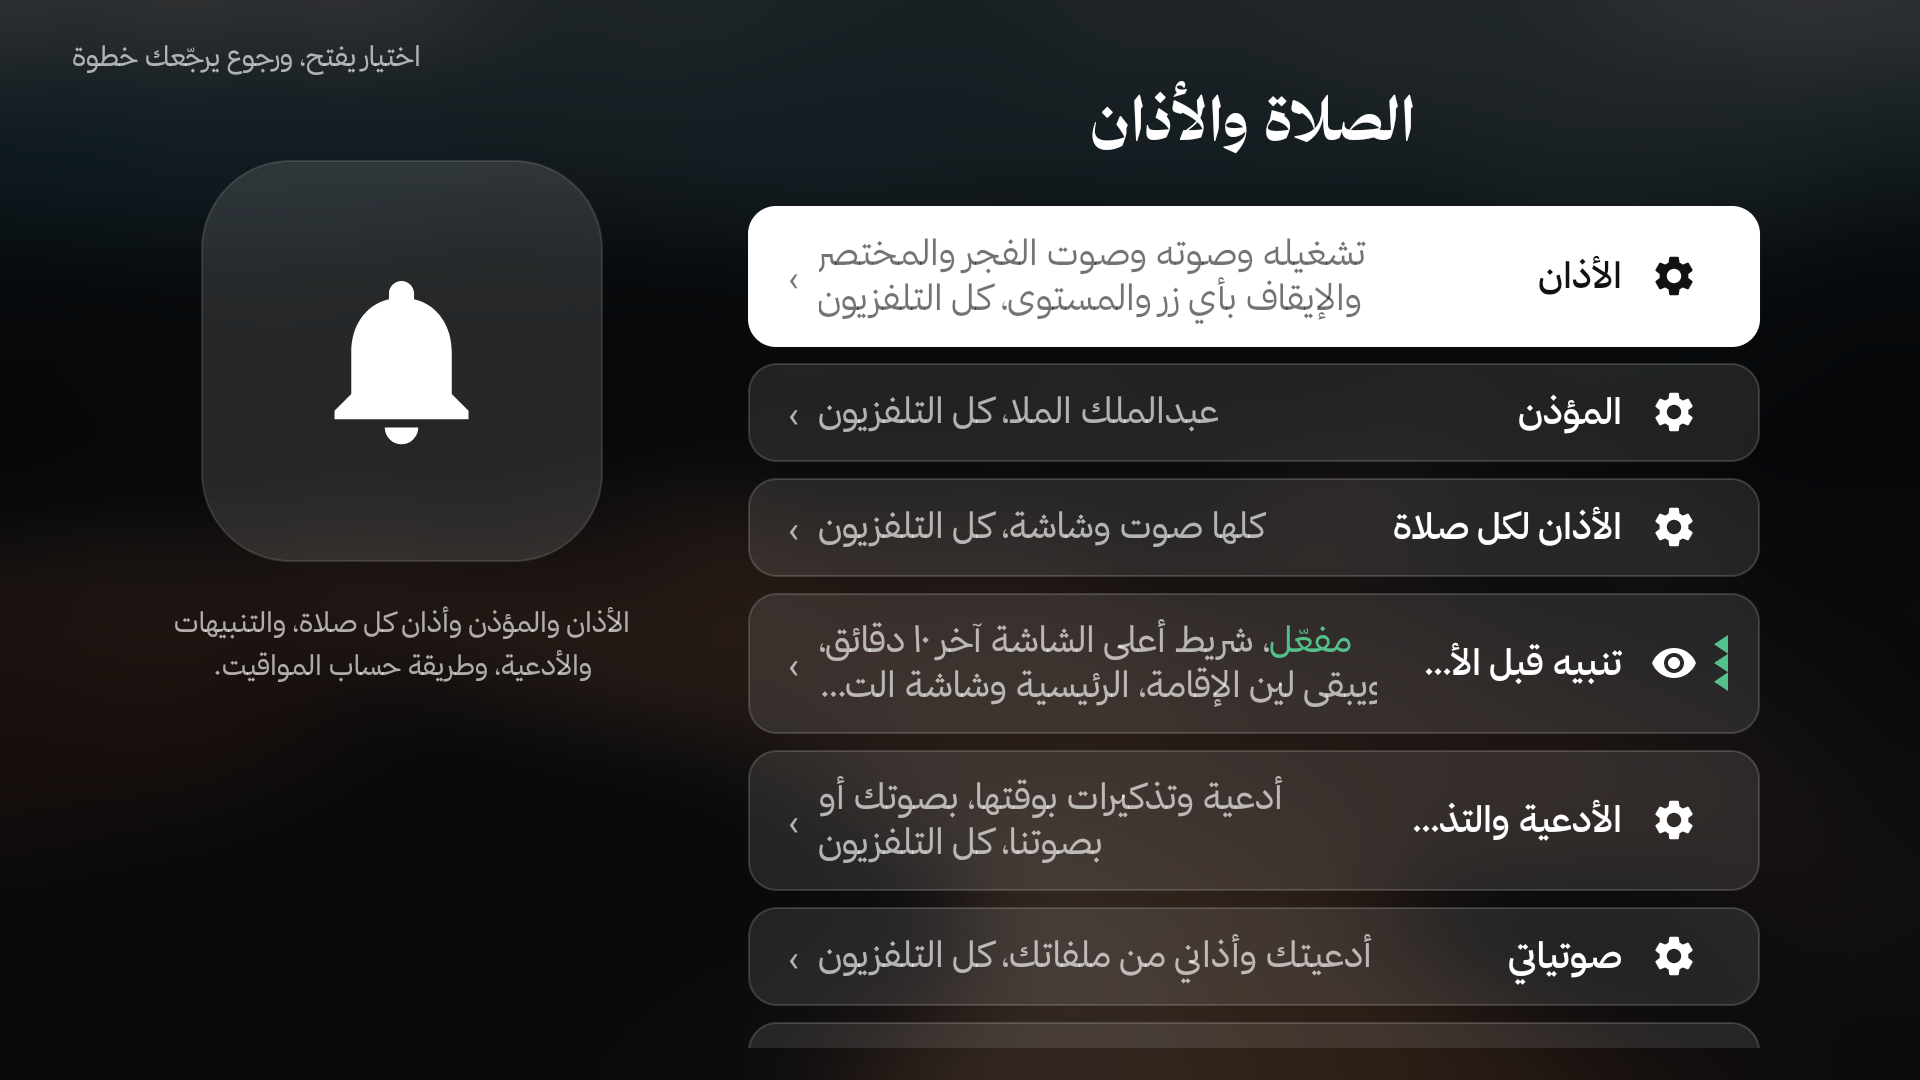 اختيار يفتح، ورجوع يرجّعك خطوة
الصلاة والأذان
الأذان
تشغيله وصوته وصوت الفجر والمختصر
والإيقاف بأي زر والمستوى، كل التلفزيون
المؤذن
عبدالملك الملا، كل التلفزيون
الأذان لكل صلاة
كلها صوت وشاشة، كل التلفزيون
تنبيه قبل الأ...
مفعّل، شريط أعلى الشاشة آخر ١٠ دقائق،
ويبقى لين الإقامة، الرئيسية وشاشة الت...
الأدعية والتذ...
أدعية وتذكيرات بوقتها، بصوتك أو
بصوتنا، كل التلفزيون
صوتياتي
أدعيتك وأذاني من ملفاتك، كل التلفزيون
الأذان والمؤذن وأذان كل صلاة، والتنبيهات
والأدعية، وطريقة حساب المواقيت.